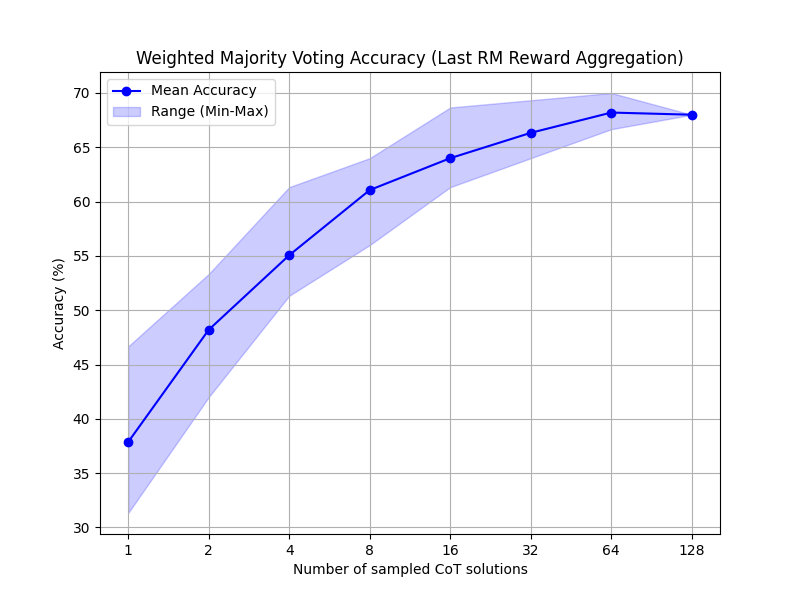 Weighted Majority Voting Accuracy (Last RM Reward Aggregation)
Mean Accuracy
Range (Min-Max)
Accuracy (%)
70
65
60
55
50
45
40
35
30
1 2 4 8 16 32 64 128
Number of sampled CoT solutions